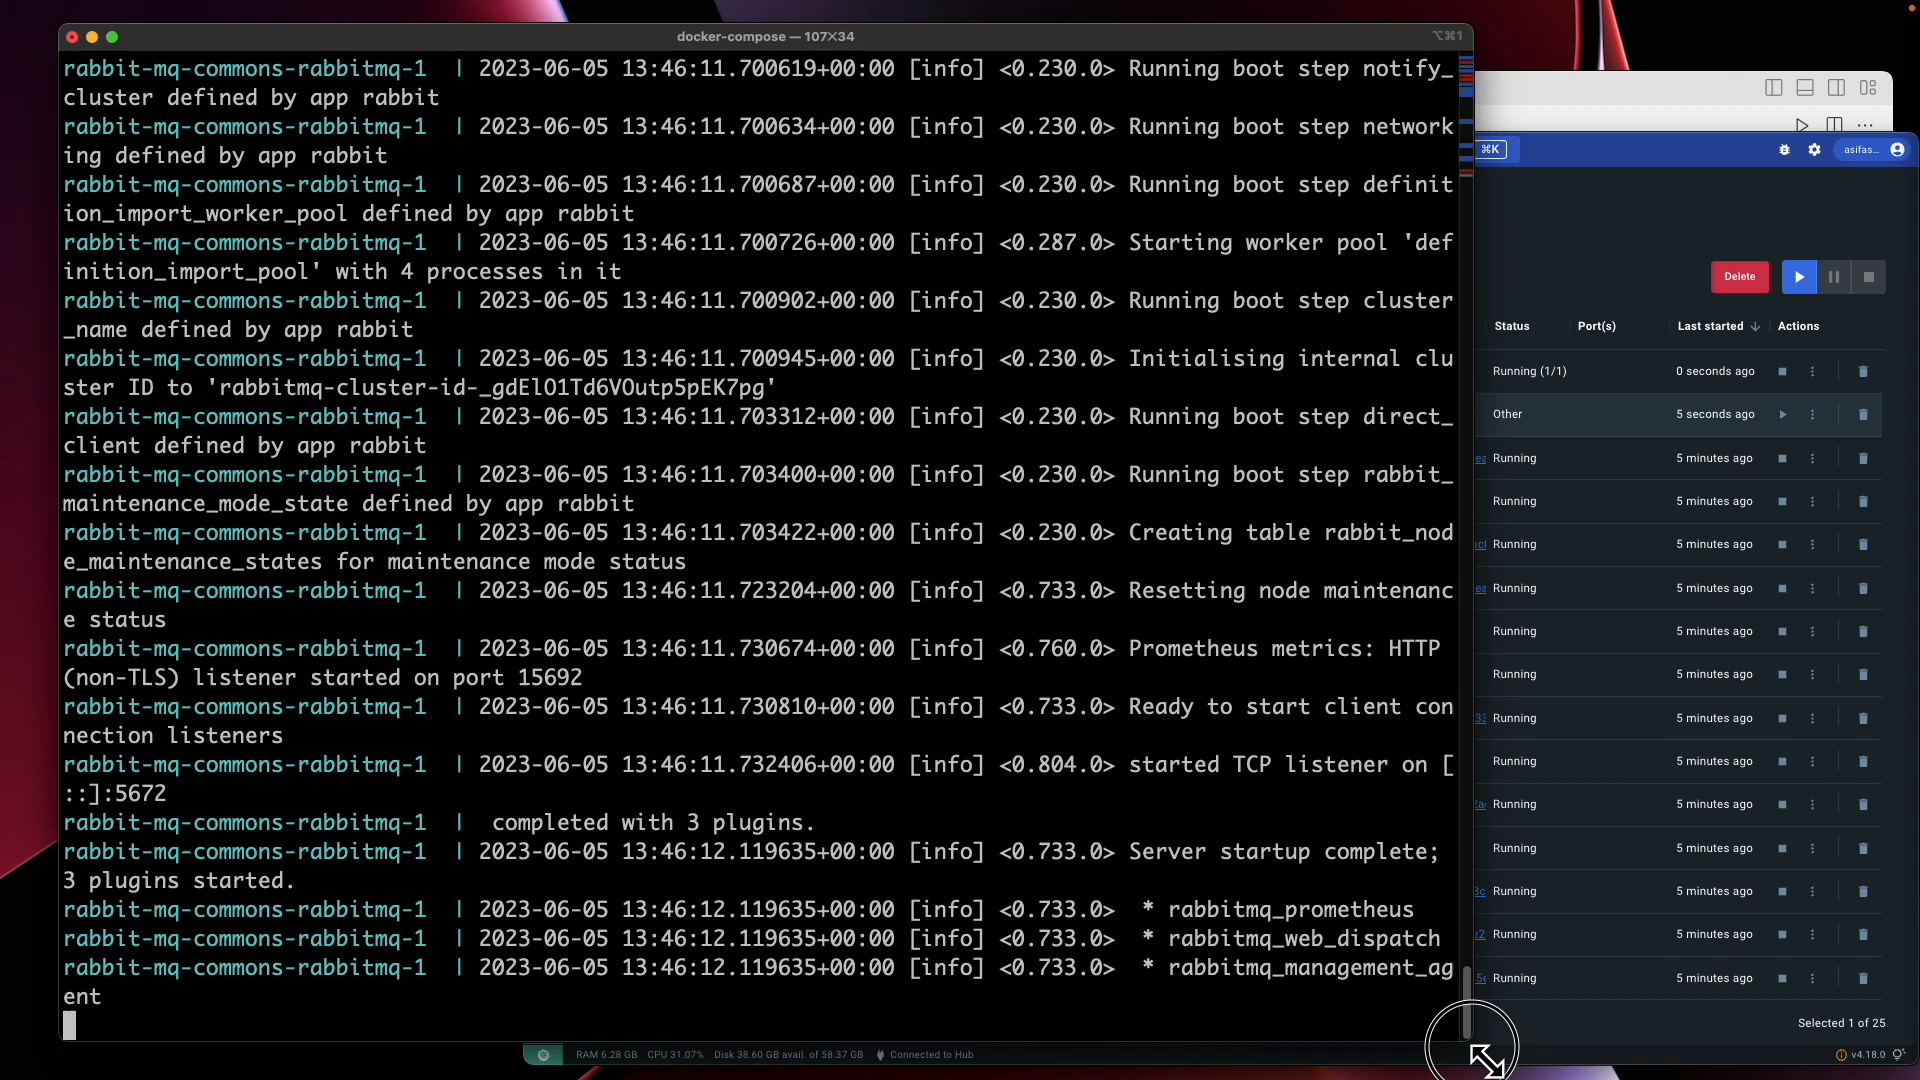 docker-compose — 107✕34
⌥⌘1
rabbit-mq-commons-rabbitmq-1  | 2023-06-05 13:46:11.700619+00:00 [info] <0.230.0> Running boot step notify_
cluster defined by app rabbit
rabbit-mq-commons-rabbitmq-1  | 2023-06-05 13:46:11.700634+00:00 [info] <0.230.0> Running boot step network
ing defined by app rabbit
rabbit-mq-commons-rabbitmq-1  | 2023-06-05 13:46:11.700687+00:00 [info] <0.230.0> Running boot step definit
ion_import_worker_pool defined by app rabbit
rabbit-mq-commons-rabbitmq-1  | 2023-06-05 13:46:11.700726+00:00 [info] <0.287.0> Starting worker pool 'def
inition_import_pool' with 4 processes in it
rabbit-mq-commons-rabbitmq-1  | 2023-06-05 13:46:11.700902+00:00 [info] <0.230.0> Running boot step cluster
_name defined by app rabbit
rabbit-mq-commons-rabbitmq-1  | 2023-06-05 13:46:11.700945+00:00 [info] <0.230.0> Initialising internal clu
ster ID to 'rabbitmq-cluster-id-_gdElO1Td6VOutp5pEK7pg'
rabbit-mq-commons-rabbitmq-1  | 2023-06-05 13:46:11.703312+00:00 [info] <0.230.0> Running boot step direct_
client defined by app rabbit
rabbit-mq-commons-rabbitmq-1  | 2023-06-05 13:46:11.703400+00:00 [info] <0.230.0> Running boot step rabbit_
maintenance_mode_state defined by app rabbit
rabbit-mq-commons-rabbitmq-1  | 2023-06-05 13:46:11.703422+00:00 [info] <0.230.0> Creating table rabbit_nod
e_maintenance_states for maintenance mode status
rabbit-mq-commons-rabbitmq-1  | 2023-06-05 13:46:11.723204+00:00 [info] <0.733.0> Resetting node maintenanc
e status
rabbit-mq-commons-rabbitmq-1  | 2023-06-05 13:46:11.730674+00:00 [info] <0.760.0> Prometheus metrics: HTTP
(non-TLS) listener started on port 15692
rabbit-mq-commons-rabbitmq-1  | 2023-06-05 13:46:11.730810+00:00 [info] <0.733.0> Ready to start client con
nection listeners
rabbit-mq-commons-rabbitmq-1  | 2023-06-05 13:46:11.732406+00:00 [info] <0.804.0> started TCP listener on [
::]:5672
rabbit-mq-commons-rabbitmq-1  |  completed with 3 plugins.
rabbit-mq-commons-rabbitmq-1  | 2023-06-05 13:46:12.119635+00:00 [info] <0.733.0> Server startup complete;
3 plugins started.
rabbit-mq-commons-rabbitmq-1  | 2023-06-05 13:46:12.119635+00:00 [info] <0.733.0>  * rabbitmq_prometheus
rabbit-mq-commons-rabbitmq-1  | 2023-06-05 13:46:12.119635+00:00 [info] <0.733.0>  * rabbitmq_web_dispatch
rabbit-mq-commons-rabbitmq-1  | 2023-06-05 13:46:12.119635+00:00 [info] <0.733.0>  * rabbitmq_management_ag
ent
⌘K
asifas...
Delete
Status Port(s) Last started Actions
Running (1/1) 0 seconds ago
Other 5 seconds ago
Running 5 minutes ago
Running 5 minutes ago
Running 5 minutes ago
Running 5 minutes ago
Running 5 minutes ago
Running 5 minutes ago
33 Running 5 minutes ago
Running 5 minutes ago
Running 5 minutes ago
Running 5 minutes ago
Running 5 minutes ago
Running 5 minutes ago
Running 5 minutes ago
Selected 1 of 25
RAM 6.28 GB CPU 31.07% Disk 38.60 GB avail. of 58.37 GB Connected to Hub
v4.18.0